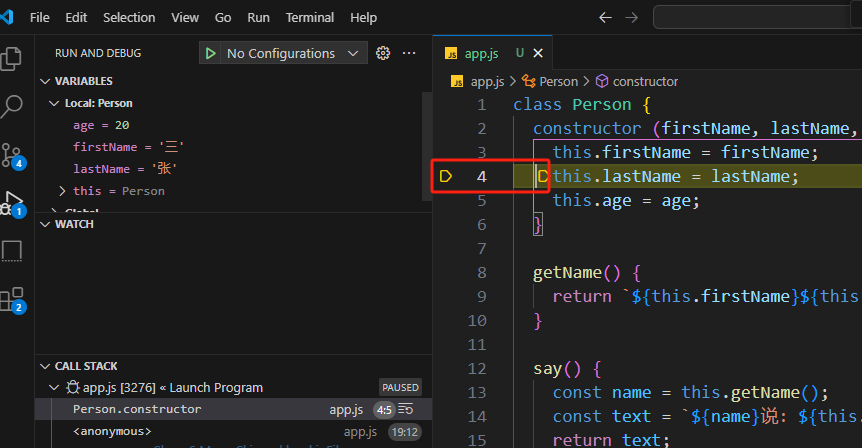 File Edit Selection View Go Run Terminal Help
RUN AND DEBUG No Configurations
VARIABLES
Local: Person
age = 20
firstName = '三'
lastName = '张'
this = Person
Global
WATCH
CALL STACK
app.js [3276] « Launch Program PAUSED
Person.constructor app.js 4:5
<anonymous> app.js 19:12
4
1
2
app.js U
app.js > Person > constructor
1 class Person {
2 constructor (firstName, lastName,
3 this.firstName = firstName;
4 this.lastName = lastName;
5 this.age = age;
6 }
7
8 getName() {
9 return `${this.firstName}${this
10 }
11
12 say() {
13 const name = this.getName();
14 const text = `${name}说: ${this.
15 return text;